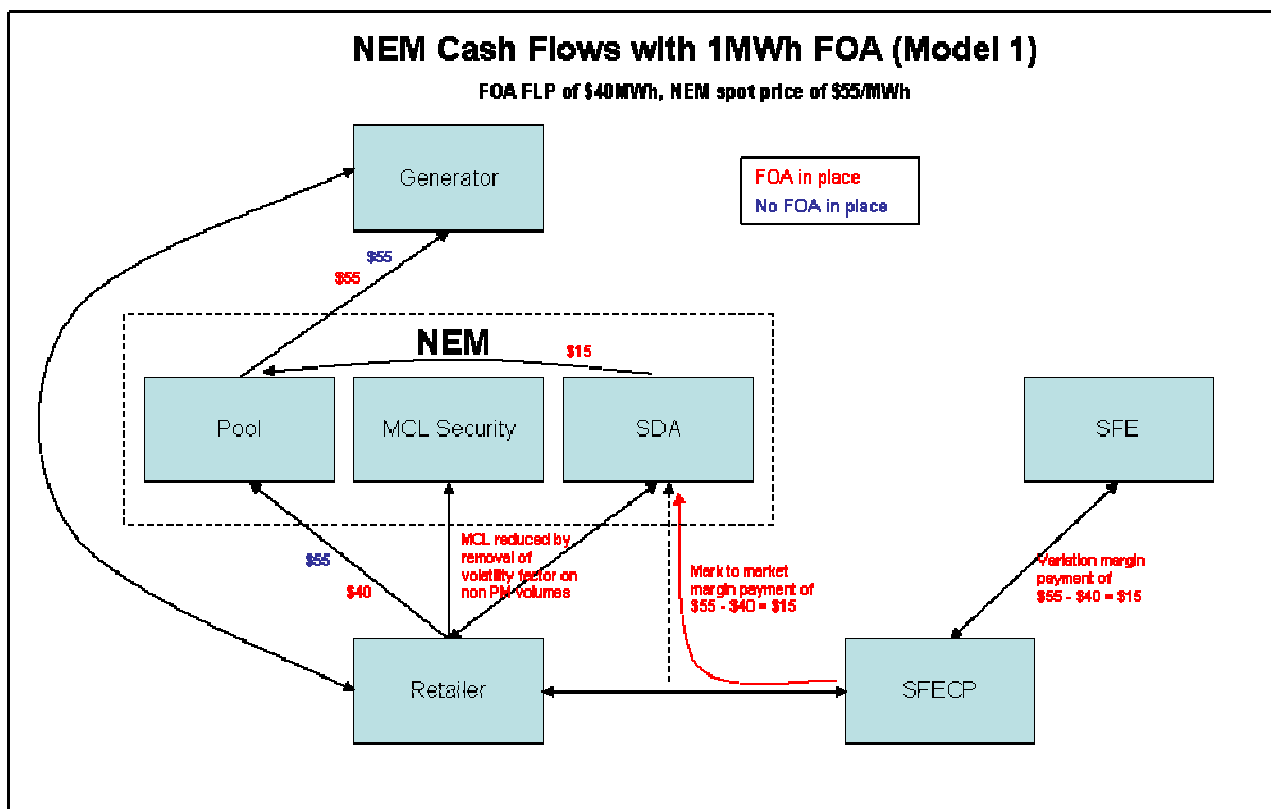 NEM Cash Flows with 1MWh FOA (Model 1)
FOA FLP of $40MWh, NEM spot price of $55/MWh
Generator
FOA in place
No FOA in place
$55
$55
NEM
$15
Pool
MCL Security
SDA
SFE
$55
$40
MCL reduced by
removal of
volatility factor on
non PM volumes
Mark to market
margin payment of
$55 - $40 = $15
Variation margin
payment of
$55 - $40 = $15
Retailer
SFECP